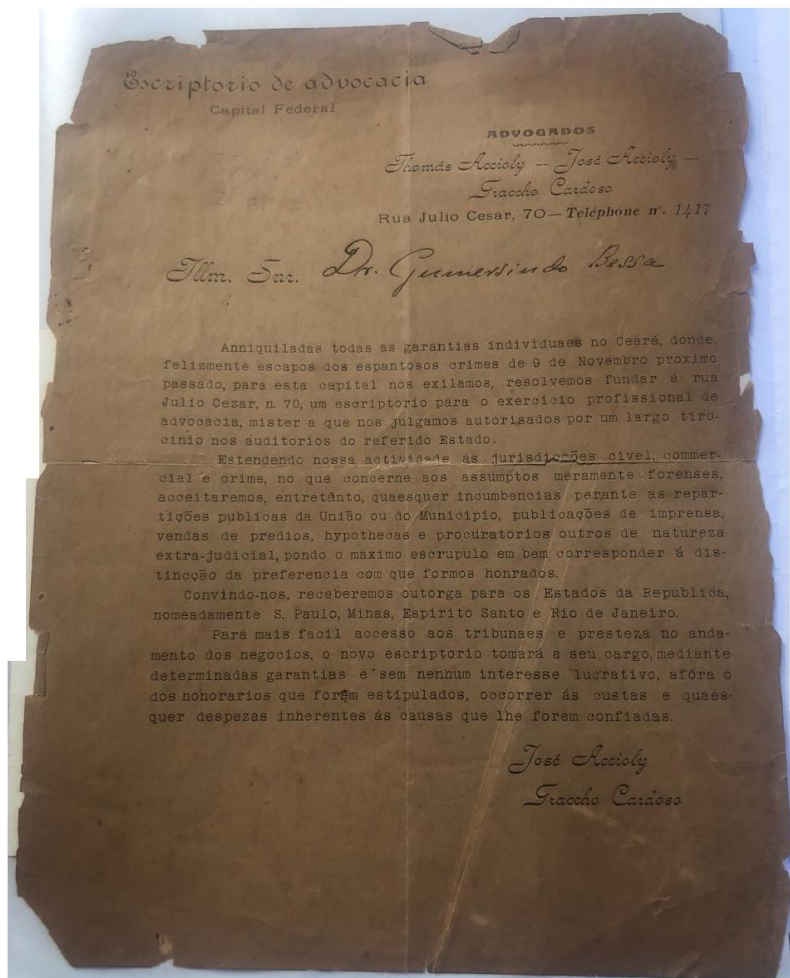 Escriptorio de advocacia
Capital Federal
ADVOGADOS
Thomás Accioly — José Accioly —
Graccho Cardoso
Rua Julio Cesar, 70 — Teléphone nº. 1417
Illm. Snr. Dr. Gumersindo Bessa
Anniquiladas todas as garantias individuaes no Ceará, donde,
felizmente escapos dos espantosos crimes de 9 de Novembro proximo
passado, para esta capital nos exilamos, resolvemos fundar á rua
Julio Cezar, n. 70, um escriptorio para o exercicio profissional de
advocacia, mister a que nos julgamos autorisados por um largo tiro-
cinio nos auditorios do referido Estado.
Estendendo nossa actividade ás jurisdicções civel, commer-
cial e crime, no que concerne aos assumptos meramente forenses,
acceitaremos, entretânto, quaesquer incumbencias perante as repar-
tições publicas da União ou do Municipio, publicações de imprensa,
vendas de predios, hypothecas e procuratorios outros de natureza
extra-judicial, pondo o maximo escrupulo em bem corresponder á dis-
tincção da preferencia com que formos honrados.
Convindo-nos, receberemos outorga para os Estados da Republica,
nomeadamente S. Paulo, Minas, Espirito Santo e Rio de Janeiro.
Para mais facil accesso aos tribunaes e presteza no anda-
mento dos negocios, o novo escriptorio tomará a seu cargo, mediante
determinadas garantias e sem nenhum interesse lucrativo, afóra o
dos honorarios que forem estipulados, occorrer ás custas e quaes-
quer despezas inherentes ás causas que lhe forem confiadas.
José Accioly
Graccho Cardoso